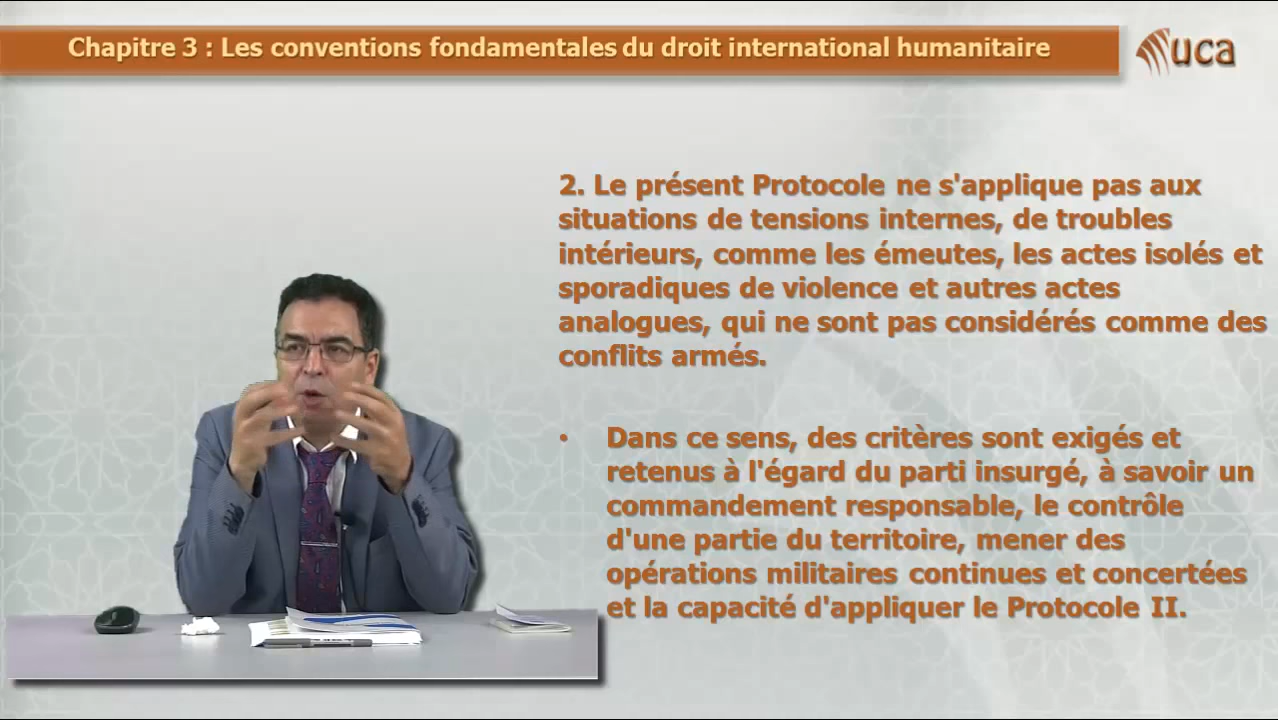 Chapitre 3 : Les conventions fondamentales du droit international humanitaire
uca
2. Le présent Protocole ne s'applique pas aux
situations de tensions internes, de troubles
intérieurs, comme les émeutes, les actes isolés et
sporadiques de violence et autres actes
analogues, qui ne sont pas considérés comme des
conflits armés.
• Dans ce sens, des critères sont exigés et
retenus à l'égard du parti insurgé, à savoir un
commandement responsable, le contrôle
d'une partie du territoire, mener des
opérations militaires continues et concertées
et la capacité d'appliquer le Protocole II.